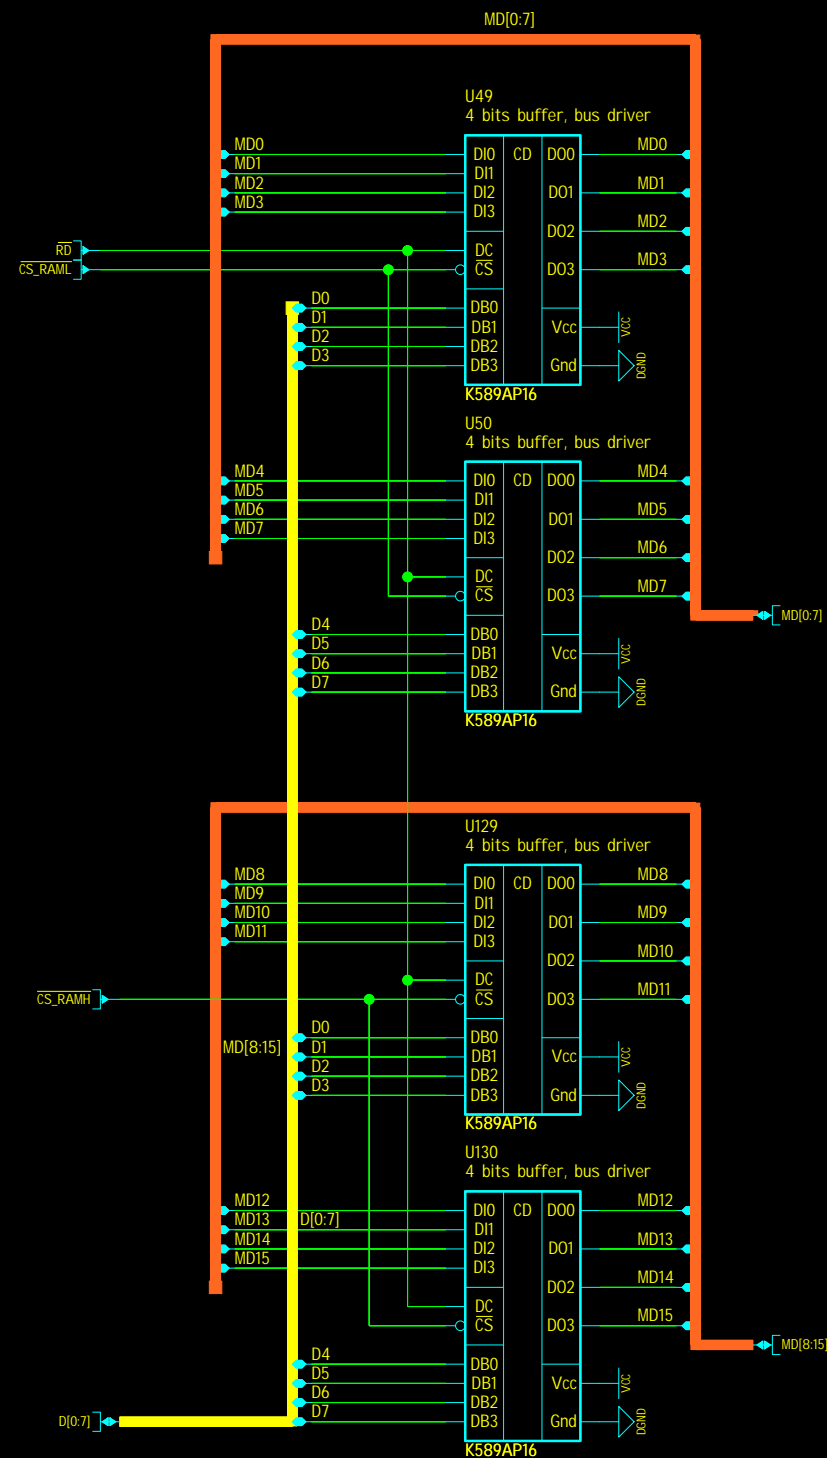 MD[0:7]
U49
4 bits buffer, bus driver
MD0 DI0 CD DO0 MD0
MD1 DI1
MD2 DI2 DO1 MD1
MD3 DI3
DO2 MD2
RD DC
CS_RAML CS DO3 MD3
D0 DB0
D1 DB1 Vcc VCC
D2 DB2
D3 DB3 Gnd DGND
K589AP16
U50
4 bits buffer, bus driver
MD4 DI0 CD DO0 MD4
MD5 DI1
MD6 DI2 DO1 MD5
MD7 DI3
DO2 MD6
DC
CS DO3 MD7
MD[0:7]
D4 DB0
D5 DB1 Vcc VCC
D6 DB2
D7 DB3 Gnd DGND
K589AP16
U129
4 bits buffer, bus driver
MD8 DI0 CD DO0 MD8
MD9 DI1
MD10 DI2 DO1 MD9
MD11 DI3
DO2 MD10
DC
CS_RAMH CS DO3 MD11
D0 DB0
MD[8:15]
D1 DB1 Vcc VCC
D2 DB2
D3 DB3 Gnd DGND
K589AP16
U130
4 bits buffer, bus driver
MD12 DI0 CD DO0 MD12
MD13 D[0:7] DI1
MD14 DI2 DO1 MD13
MD15 DI3
DO2 MD14
DC
CS DO3 MD15
MD[8:15]
D4 DB0
D5 DB1 Vcc VCC
D6 DB2
D7 DB3 Gnd DGND
D[0:7]
K589AP16